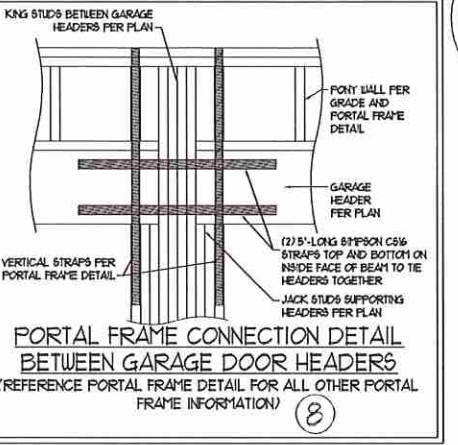 KING STUDS BETWEEN GARAGE
HEADERS PER PLAN
PONY WALL PER
GRADE AND
PORTAL FRAME
DETAIL
GARAGE
HEADER
PER PLAN
(2) 5'-LONG SIMPSON CS16
STRAPS TOP AND BOTTOM ON
INSIDE FACE OF BEAM TO TIE
HEADERS TOGETHER
VERTICAL STRAPS PER
PORTAL FRAME DETAIL
JACK STUDS SUPPORTING
HEADERS PER PLAN
PORTAL FRAME CONNECTION DETAIL
BETWEEN GARAGE DOOR HEADERS
(REFERENCE PORTAL FRAME DETAIL FOR ALL OTHER PORTAL
FRAME INFORMATION)
8